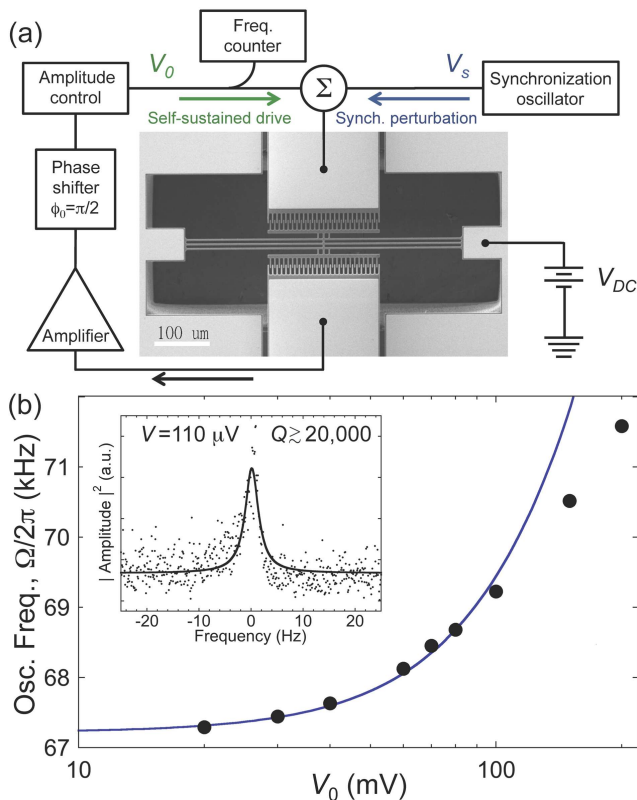 (a)
Freq.
counter
V₀
Vₛ
Amplitude
control
Σ
Synchronization
oscillator
Self-sustained drive
Synch. perturbation
Phase
shifter
ϕ₀=π/2
V_DC
Amplifier
100 um
(b)
V=110 μV
Q≳20,000
| Amplitude |² (a.u.)
-20
-10
0
10
20
Frequency (Hz)
Osc. Freq., Ω/2π (kHz)
71
70
69
68
67
10
100
V₀ (mV)